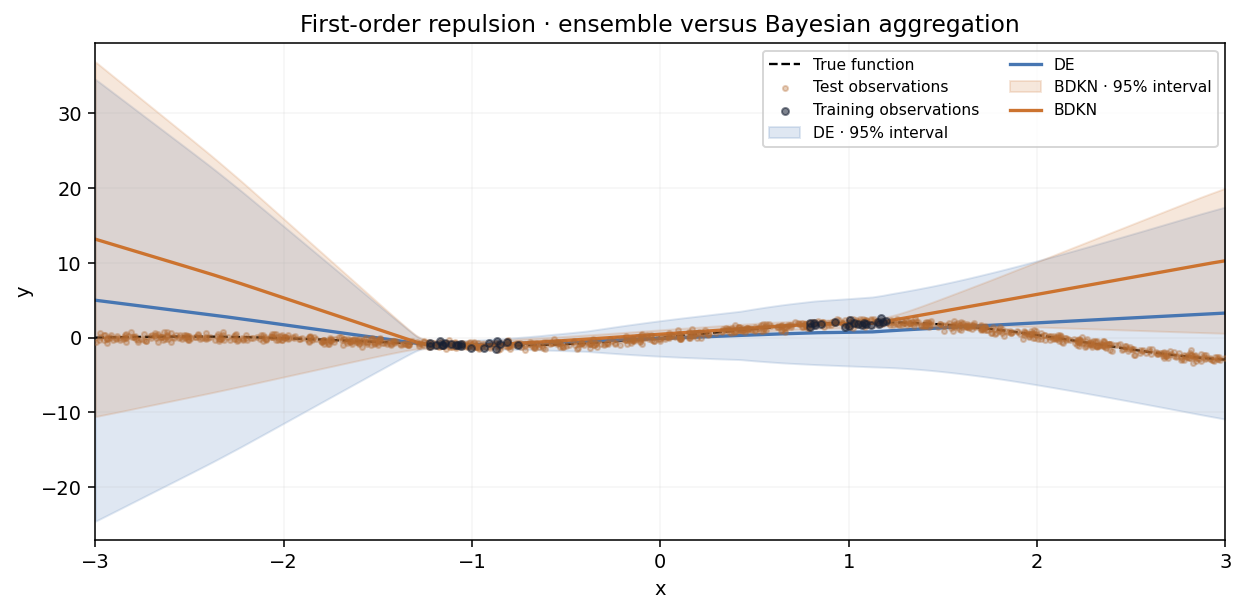 First-order repulsion · ensemble versus Bayesian aggregation
True function
Test observations
Training observations
DE · 95% interval
DE
BDKN · 95% interval
BDKN
y
30
20
10
0
−10
−20
−3
−2
−1
0
1
2
3
x